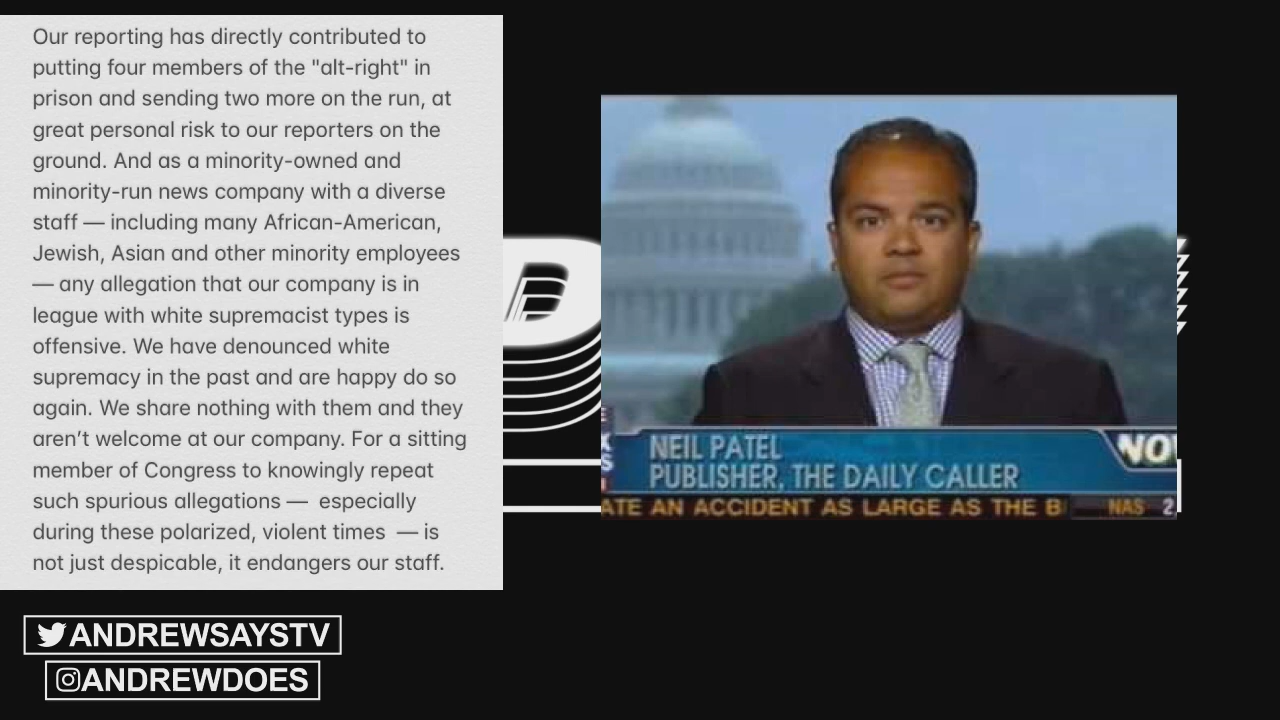 Our reporting has directly contributed to
putting four members of the "alt-right" in
prison and sending two more on the run, at
great personal risk to our reporters on the
ground. And as a minority-owned and
minority-run news company with a diverse
staff — including many African-American,
Jewish, Asian and other minority employees
— any allegation that our company is in
league with white supremacist types is
offensive. We have denounced white
supremacy in the past and are happy do so
again. We share nothing with them and they
aren’t welcome at our company. For a sitting
member of Congress to knowingly repeat
such spurious allegations —  especially
during these polarized, violent times  — is
not just despicable, it endangers our staff.
D
NEIL PATEL
PUBLISHER, THE DAILY CALLER
NO
ATE AN ACCIDENT AS LARGE AS THE B
NAS 2
ANDREWSAYSTV
ANDREWDOES